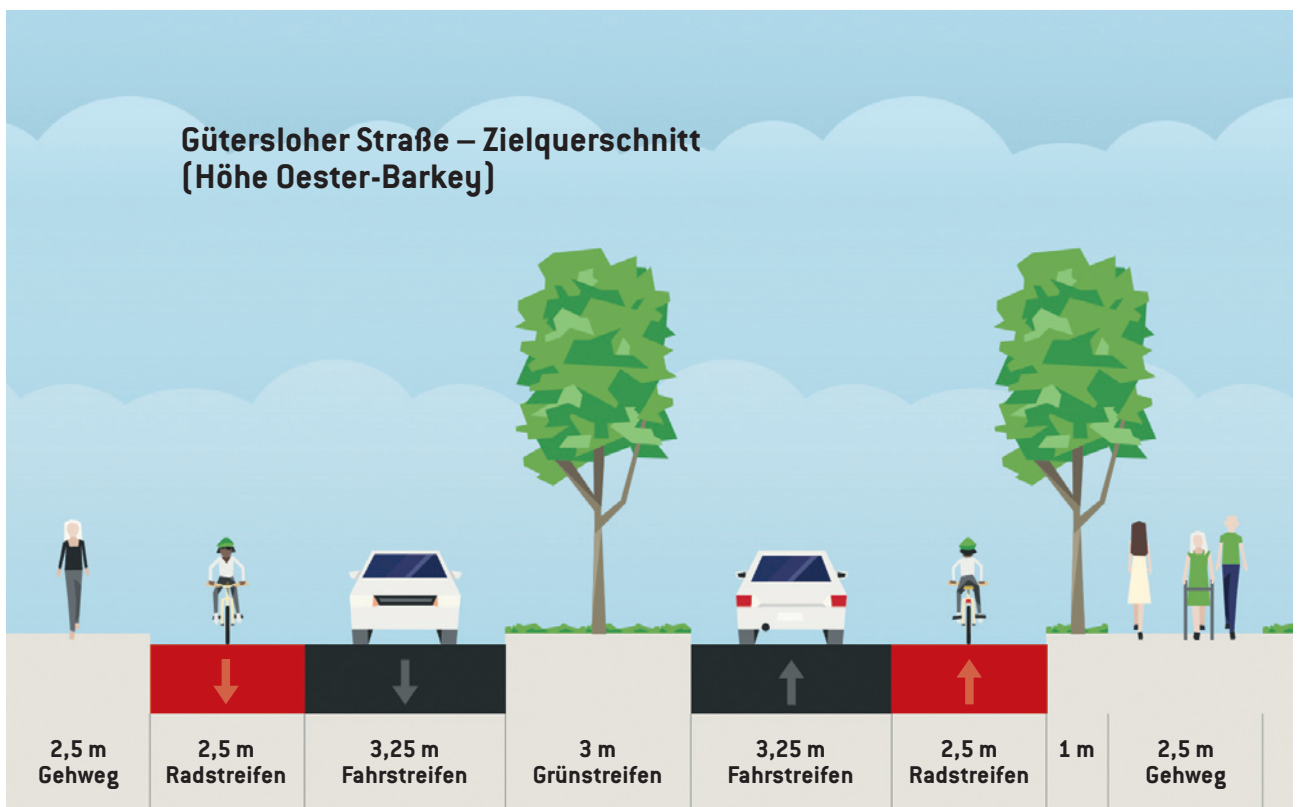 Gütersloher Straße – Zielquerschnitt
(Höhe Oester-Barkey)
2,5 m
Gehweg
2,5 m
Radstreifen
3,25 m
Fahrstreifen
3 m
Grünstreifen
3,25 m
Fahrstreifen
2,5 m
Radstreifen
1 m
2,5 m
Gehweg